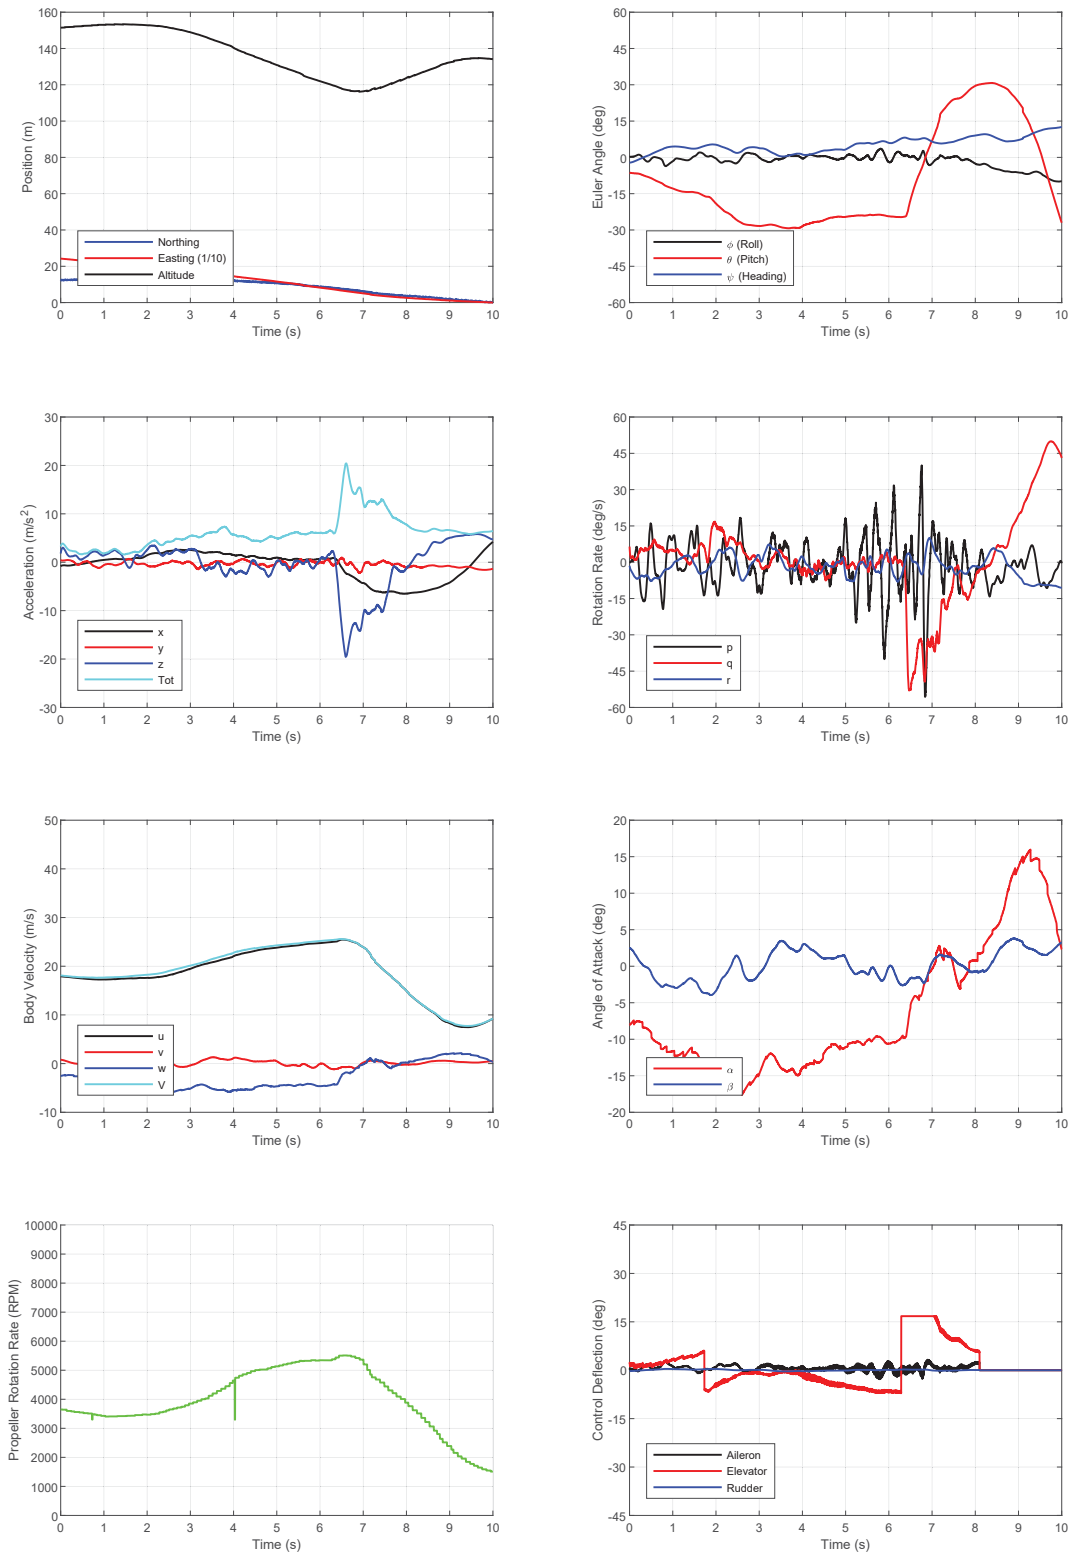 160
140
120
100
80
60
40
20
0
Position (m)
Northing
Easting (1/10)
Altitude
0 1 2 3 4 5 6 7 8 9 10
Time (s)
60
45
30
15
0
-15
-30
-45
-60
Euler Angle (deg)
ϕ (Roll)
θ (Pitch)
ψ (Heading)
0 1 2 3 4 5 6 7 8 9 10
Time (s)
30
20
10
0
-10
-20
-30
Acceleration (m/s²)
x
y
z
Tot
0 1 2 3 4 5 6 7 8 9 10
Time (s)
60
45
30
15
0
-15
-30
-45
-60
Rotation Rate (deg/s)
p
q
r
0 1 2 3 4 5 6 7 8 9 10
Time (s)
50
40
30
20
10
0
-10
Body Velocity (m/s)
u
v
w
V
0 1 2 3 4 5 6 7 8 9 10
Time (s)
20
15
10
5
0
-5
-10
-15
-20
Angle of Attack (deg)
α
β
0 1 2 3 4 5 6 7 8 9 10
Time (s)
10000
9000
8000
7000
6000
5000
4000
3000
2000
1000
0
Propeller Rotation Rate (RPM)
0 1 2 3 4 5 6 7 8 9 10
Time (s)
45
30
15
0
-15
-30
-45
Control Deflection (deg)
Aileron
Elevator
Rudder
0 1 2 3 4 5 6 7 8 9 10
Time (s)